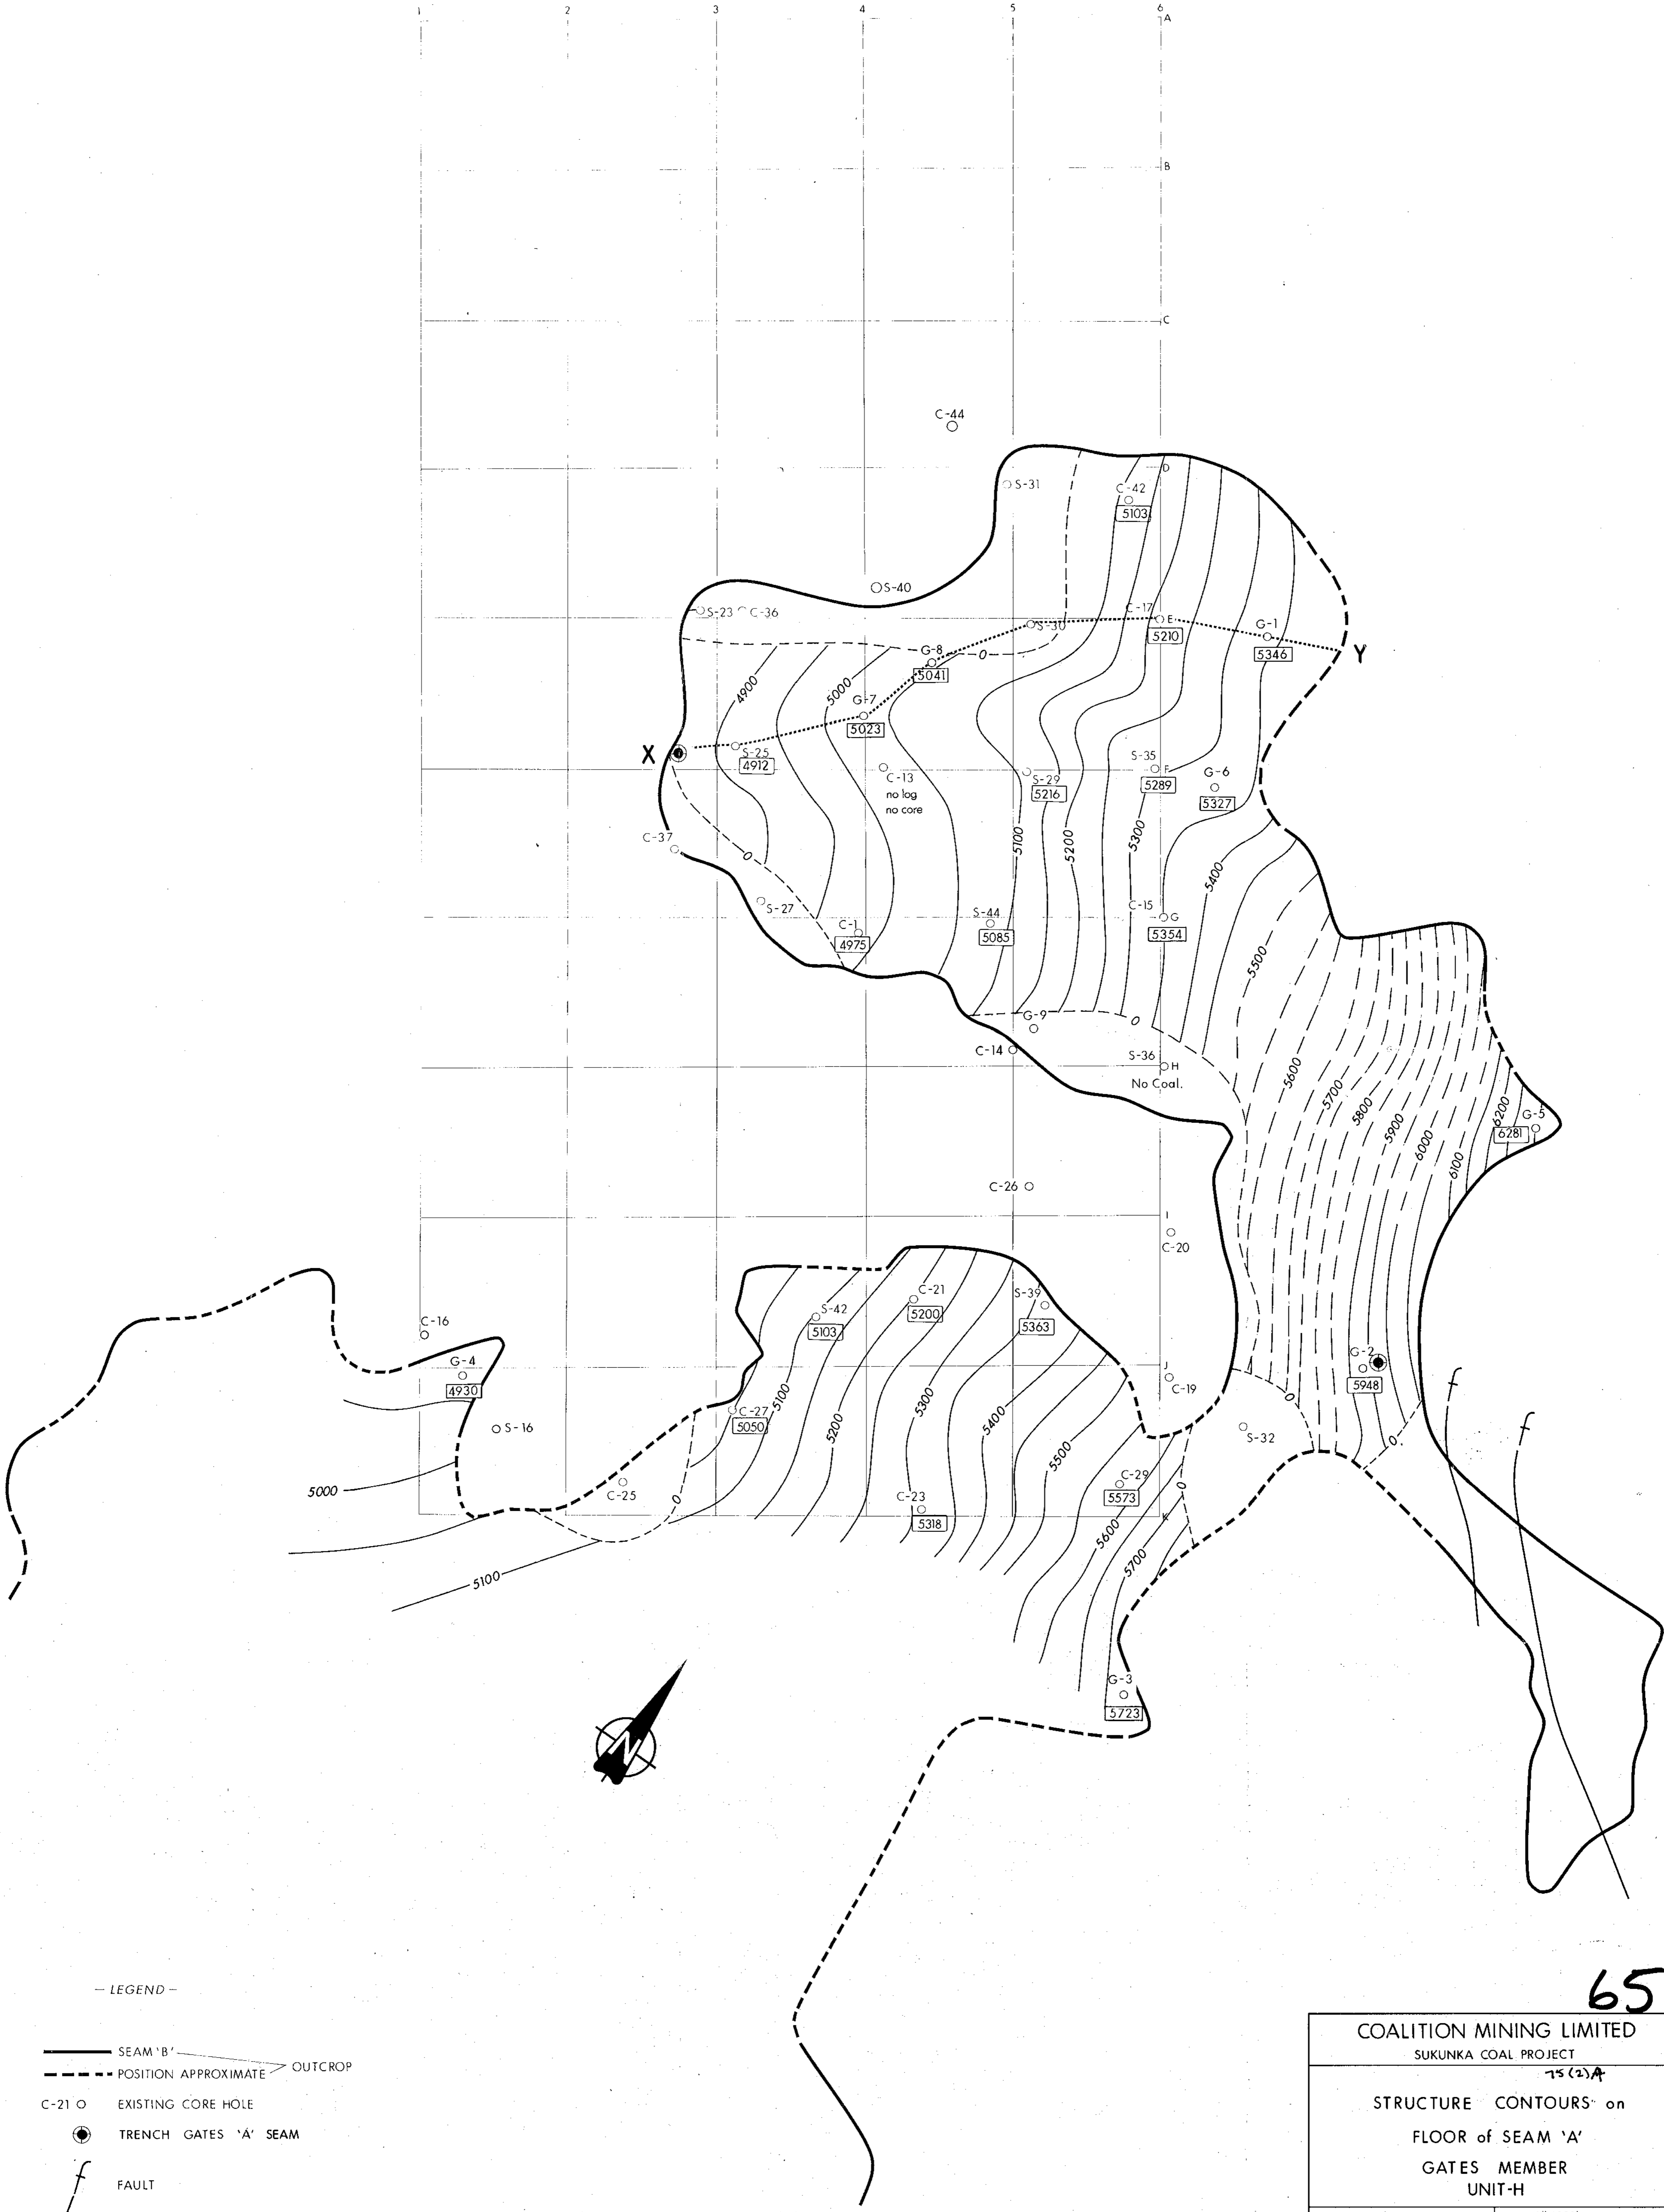 1 2 3 4 5 6
A
B
C
C-44
D
S-31
C-42
5103
S-40
S-23 C-36
C-17 E
5210
S-30
G-1
5346
Y
G-8
5041
0
4900
5000
G-7
5023
X
S-25
4912
C-13
no log
no core
S-29
5216
S-35 F
5289
G-6
5327
C-37
0
5100
5200
5300
5400
S-27
C-1
4975
S-44
5085
C-15 G
5354
5500
G-9
0
C-14
S-36 H
No Coal.
5600
5700
5800
5900
6000
6100
6200
G-5
6281
C-26
I
C-20
C-16
G-4
4930
S-42
5103
C-21
5200
S-39
5363
J
C-19
G-2
5948
f
f
S-16
C-27
5050
5100
5200
5300
5400
5500
0
S-32
0
5000
C-25
0
C-23
5318
C-29
5573
0
K
5600
5700
5100
G-3
5723
N
65
- LEGEND -
SEAM 'B'
POSITION APPROXIMATE
OUTCROP
C-21 EXISTING CORE HOLE
TRENCH GATES 'A' SEAM
f FAULT
COALITION MINING LIMITED
SUKUNKA COAL PROJECT
75(2)A
STRUCTURE CONTOURS on
FLOOR of SEAM 'A'
GATES MEMBER
UNIT-H